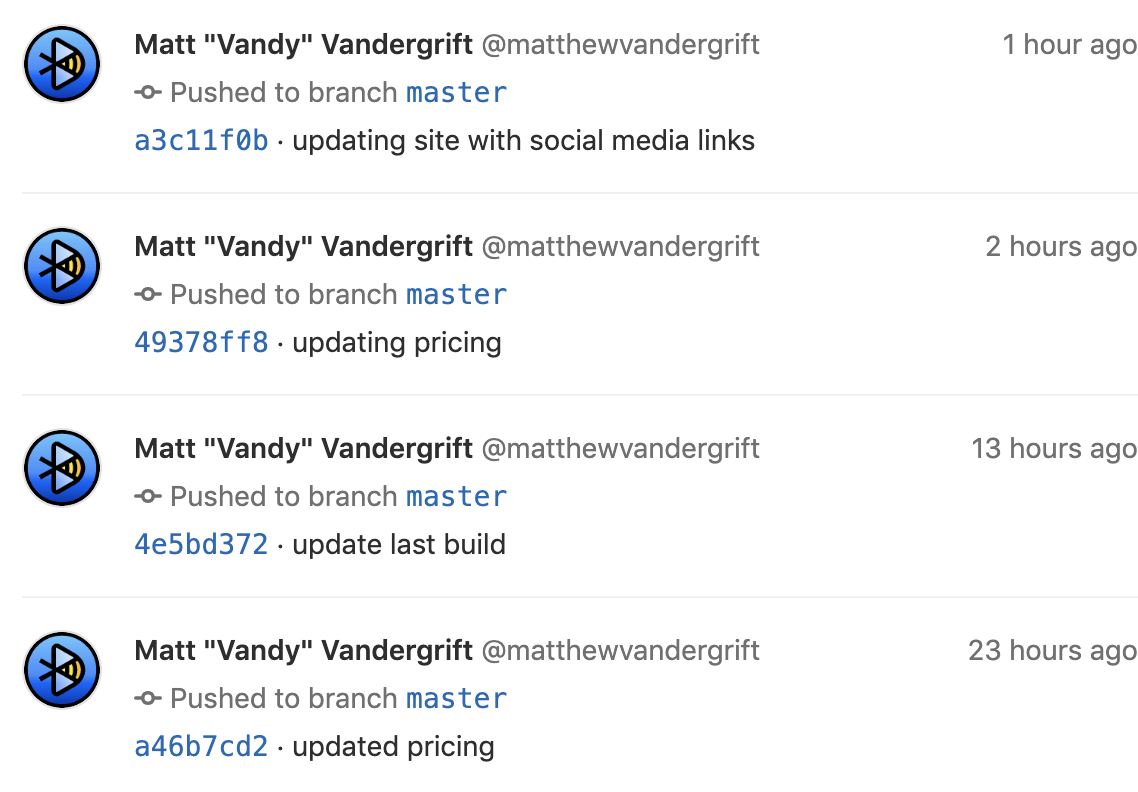 Matt "Vandy" Vandergrift @matthewvandergrift 1 hour ago
Pushed to branch master
a3c11f0b · updating site with social media links
Matt "Vandy" Vandergrift @matthewvandergrift 2 hours ago
Pushed to branch master
49378ff8 · updating pricing
Matt "Vandy" Vandergrift @matthewvandergrift 13 hours ago
Pushed to branch master
4e5bd372 · update last build
Matt "Vandy" Vandergrift @matthewvandergrift 23 hours ago
Pushed to branch master
a46b7cd2 · updated pricing